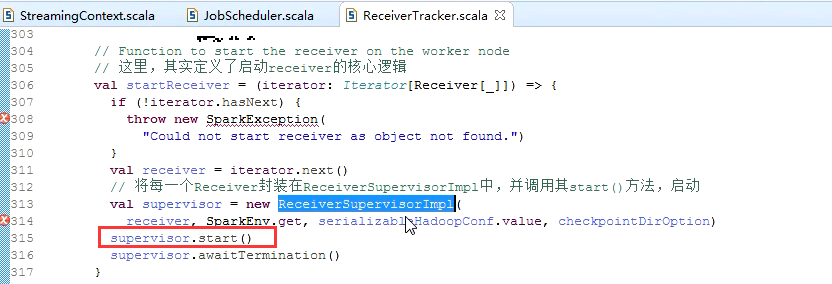 StreamingContext.scala JobScheduler.scala ReceiverTracker.scala
303
304 // Function to start the receiver on the worker node
305 // 这里，其实定义了启动receiver的核心逻辑
306 val startReceiver = (iterator: Iterator[Receiver[_]]) => {
307 if (!iterator.hasNext) {
308 throw new SparkException(
309 "Could not start receiver as object not found.")
310 }
311 val receiver = iterator.next()
312 // 将每一个Receiver封装在ReceiverSupervisorImpl中，并调用其start()方法，启动
313 val supervisor = new ReceiverSupervisorImpl(
314 receiver, SparkEnv.get, serializableHadoopConf.value, checkpointDirOption)
315 supervisor.start()
316 supervisor.awaitTermination()
317 }